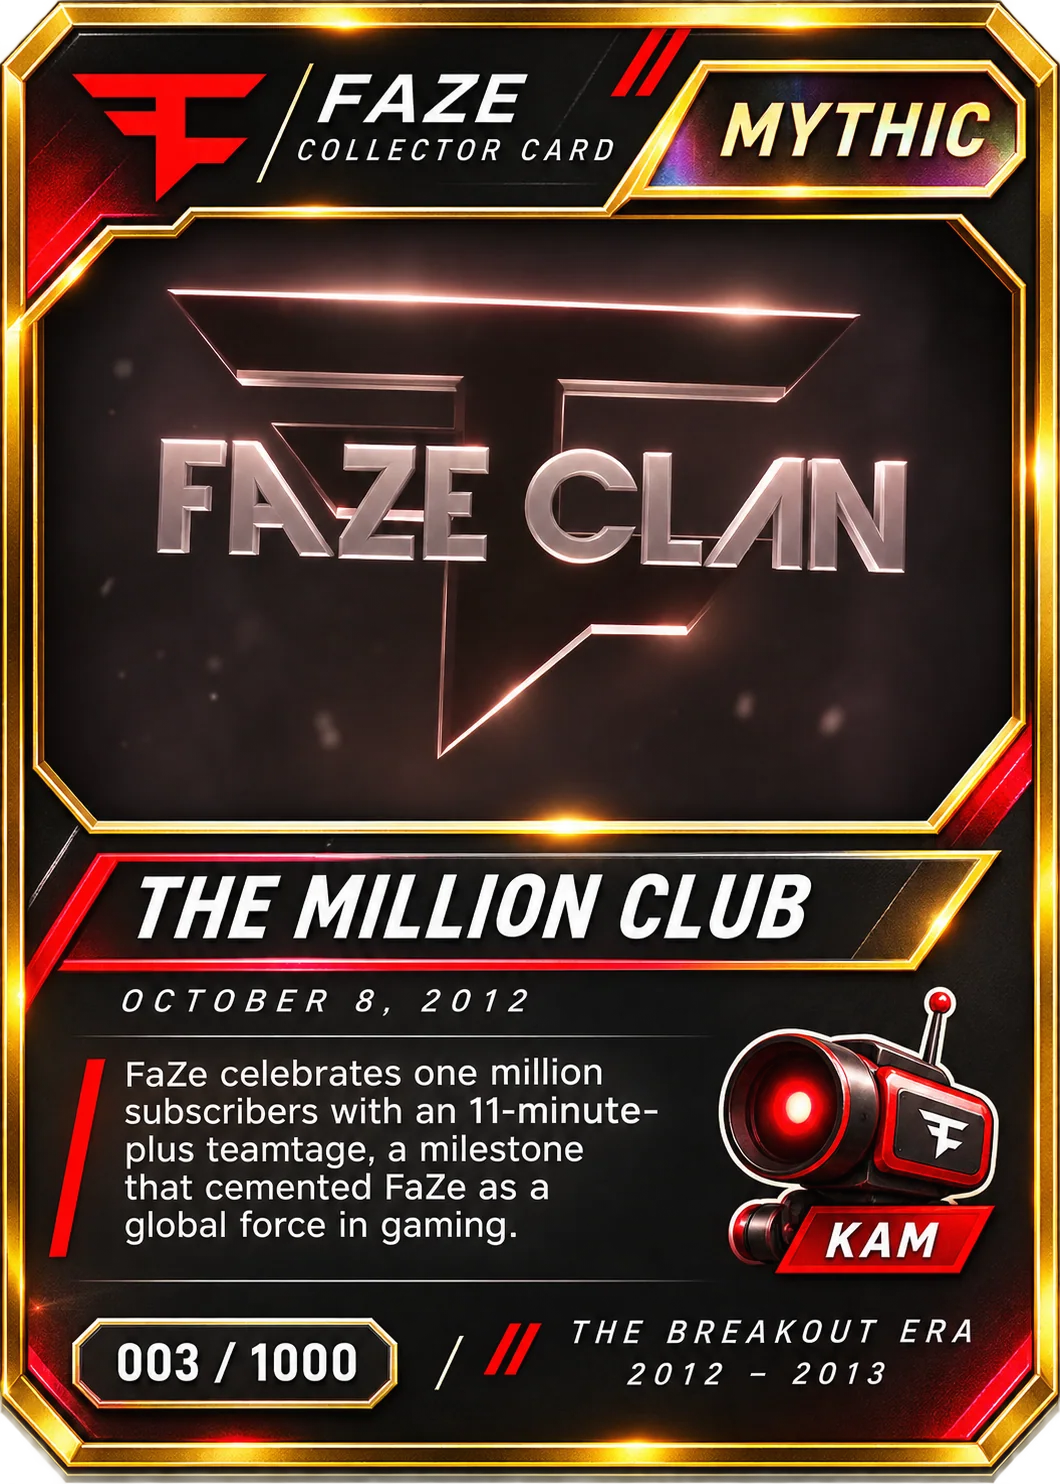 FAZE
COLLECTOR CARD
MYTHIC
FAZE CLAN
THE MILLION CLUB
OCTOBER 8, 2012
FaZe celebrates one million
subscribers with an 11-minute-
plus teamtage, a milestone
that cemented FaZe as a
global force in gaming.
KAM
003 / 1000
THE BREAKOUT ERA
2012 – 2013